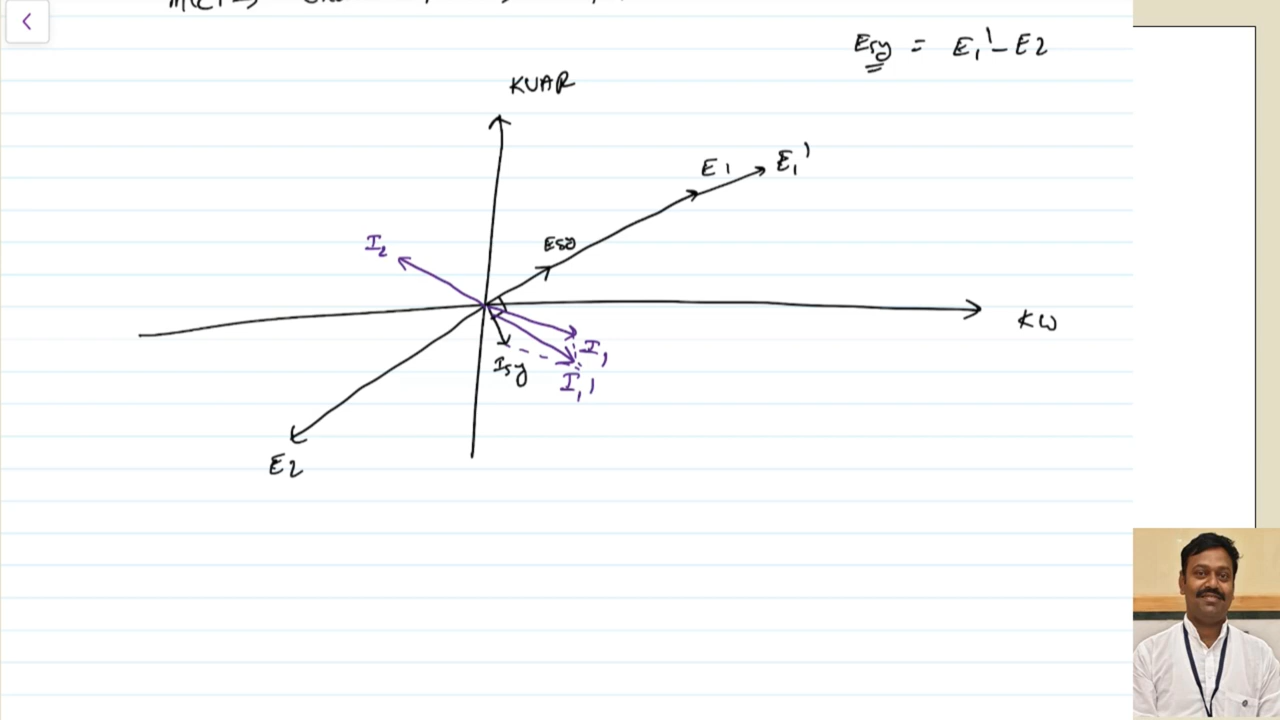 Esy = E1' - E2
KVAR
E1 E1'
Esy
I2
KW
I1
Isy
I1'
E2